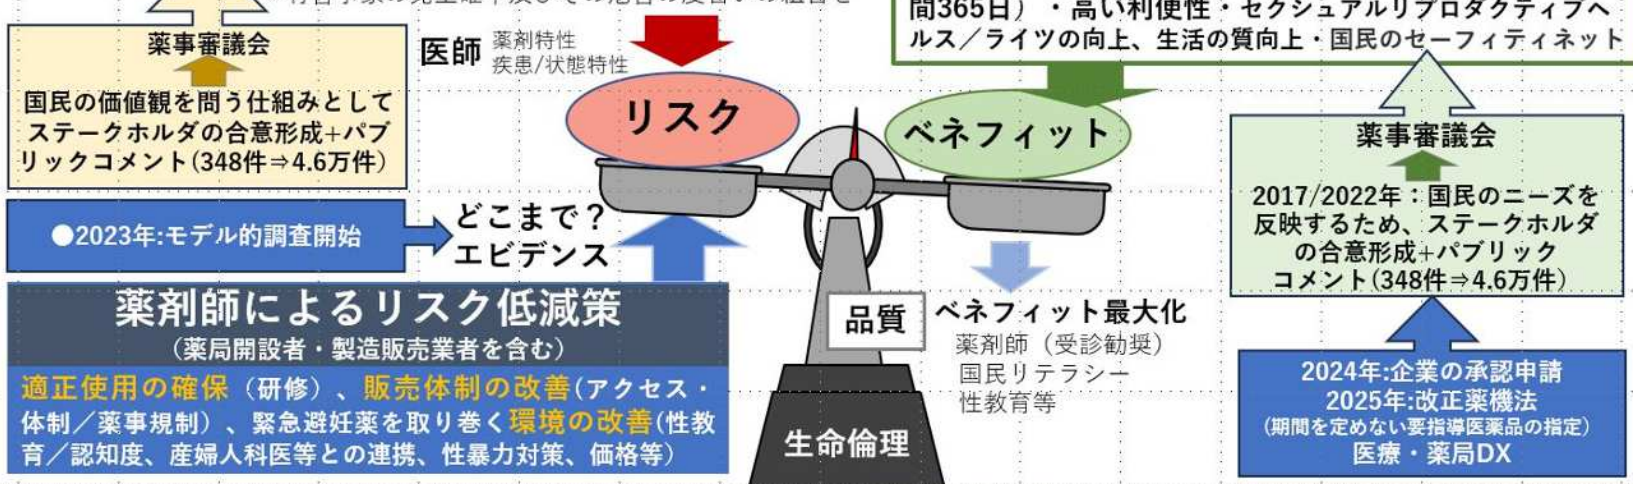 間365日）・高い利便性・セクシュアルリプロダクティブヘ
ルス／ライツの向上、生活の質向上・国民のセーフィティネット
薬事審議会
国民の価値観を問う仕組みとして
ステークホルダの合意形成+パブ
リックコメント(348件⇒4.6万件)
医師
薬剤特性
疾患/状態特性
リスク
ベネフィット
薬事審議会
2017/2022年：国民のニーズを
反映するため、ステークホルダ
の合意形成+パブリック
コメント(348件⇒4.6万件)
●2023年:モデル的調査開始
どこまで？
エビデンス
薬剤師によるリスク低減策
（薬局開設者・製造販売業者を含む）
適正使用の確保（研修）、販売体制の改善(アクセス・
体制／薬事規制）、緊急避妊薬を取り巻く環境の改善(性教
育／認知度、産婦人科医等との連携、性暴力対策、価格等）
品質
生命倫理
ベネフィット最大化
薬剤師（受診勧奨）
国民リテラシー
性教育等
2024年:企業の承認申請
2025年:改正薬機法
（期間を定めない要指導医薬品の指定）
医療・薬局DX